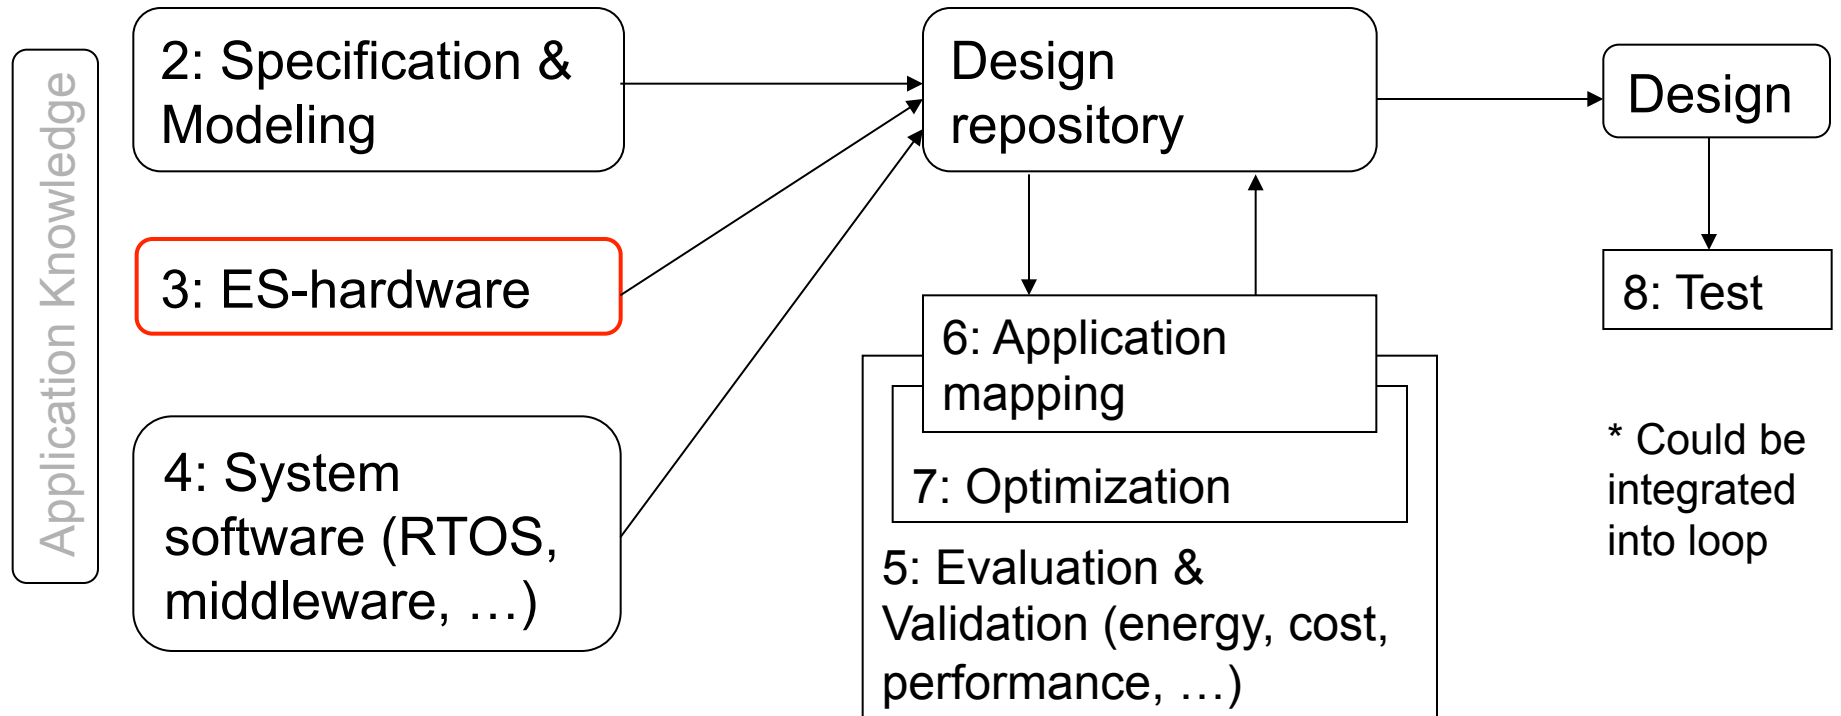 Application Knowledge
2: Specification &
Modeling
3: ES-hardware
4: System
software (RTOS,
middleware, …)
Design
repository
6: Application
mapping
7: Optimization
5: Evaluation &
Validation (energy, cost,
performance, …)
Design
8: Test
* Could be
integrated
into loop